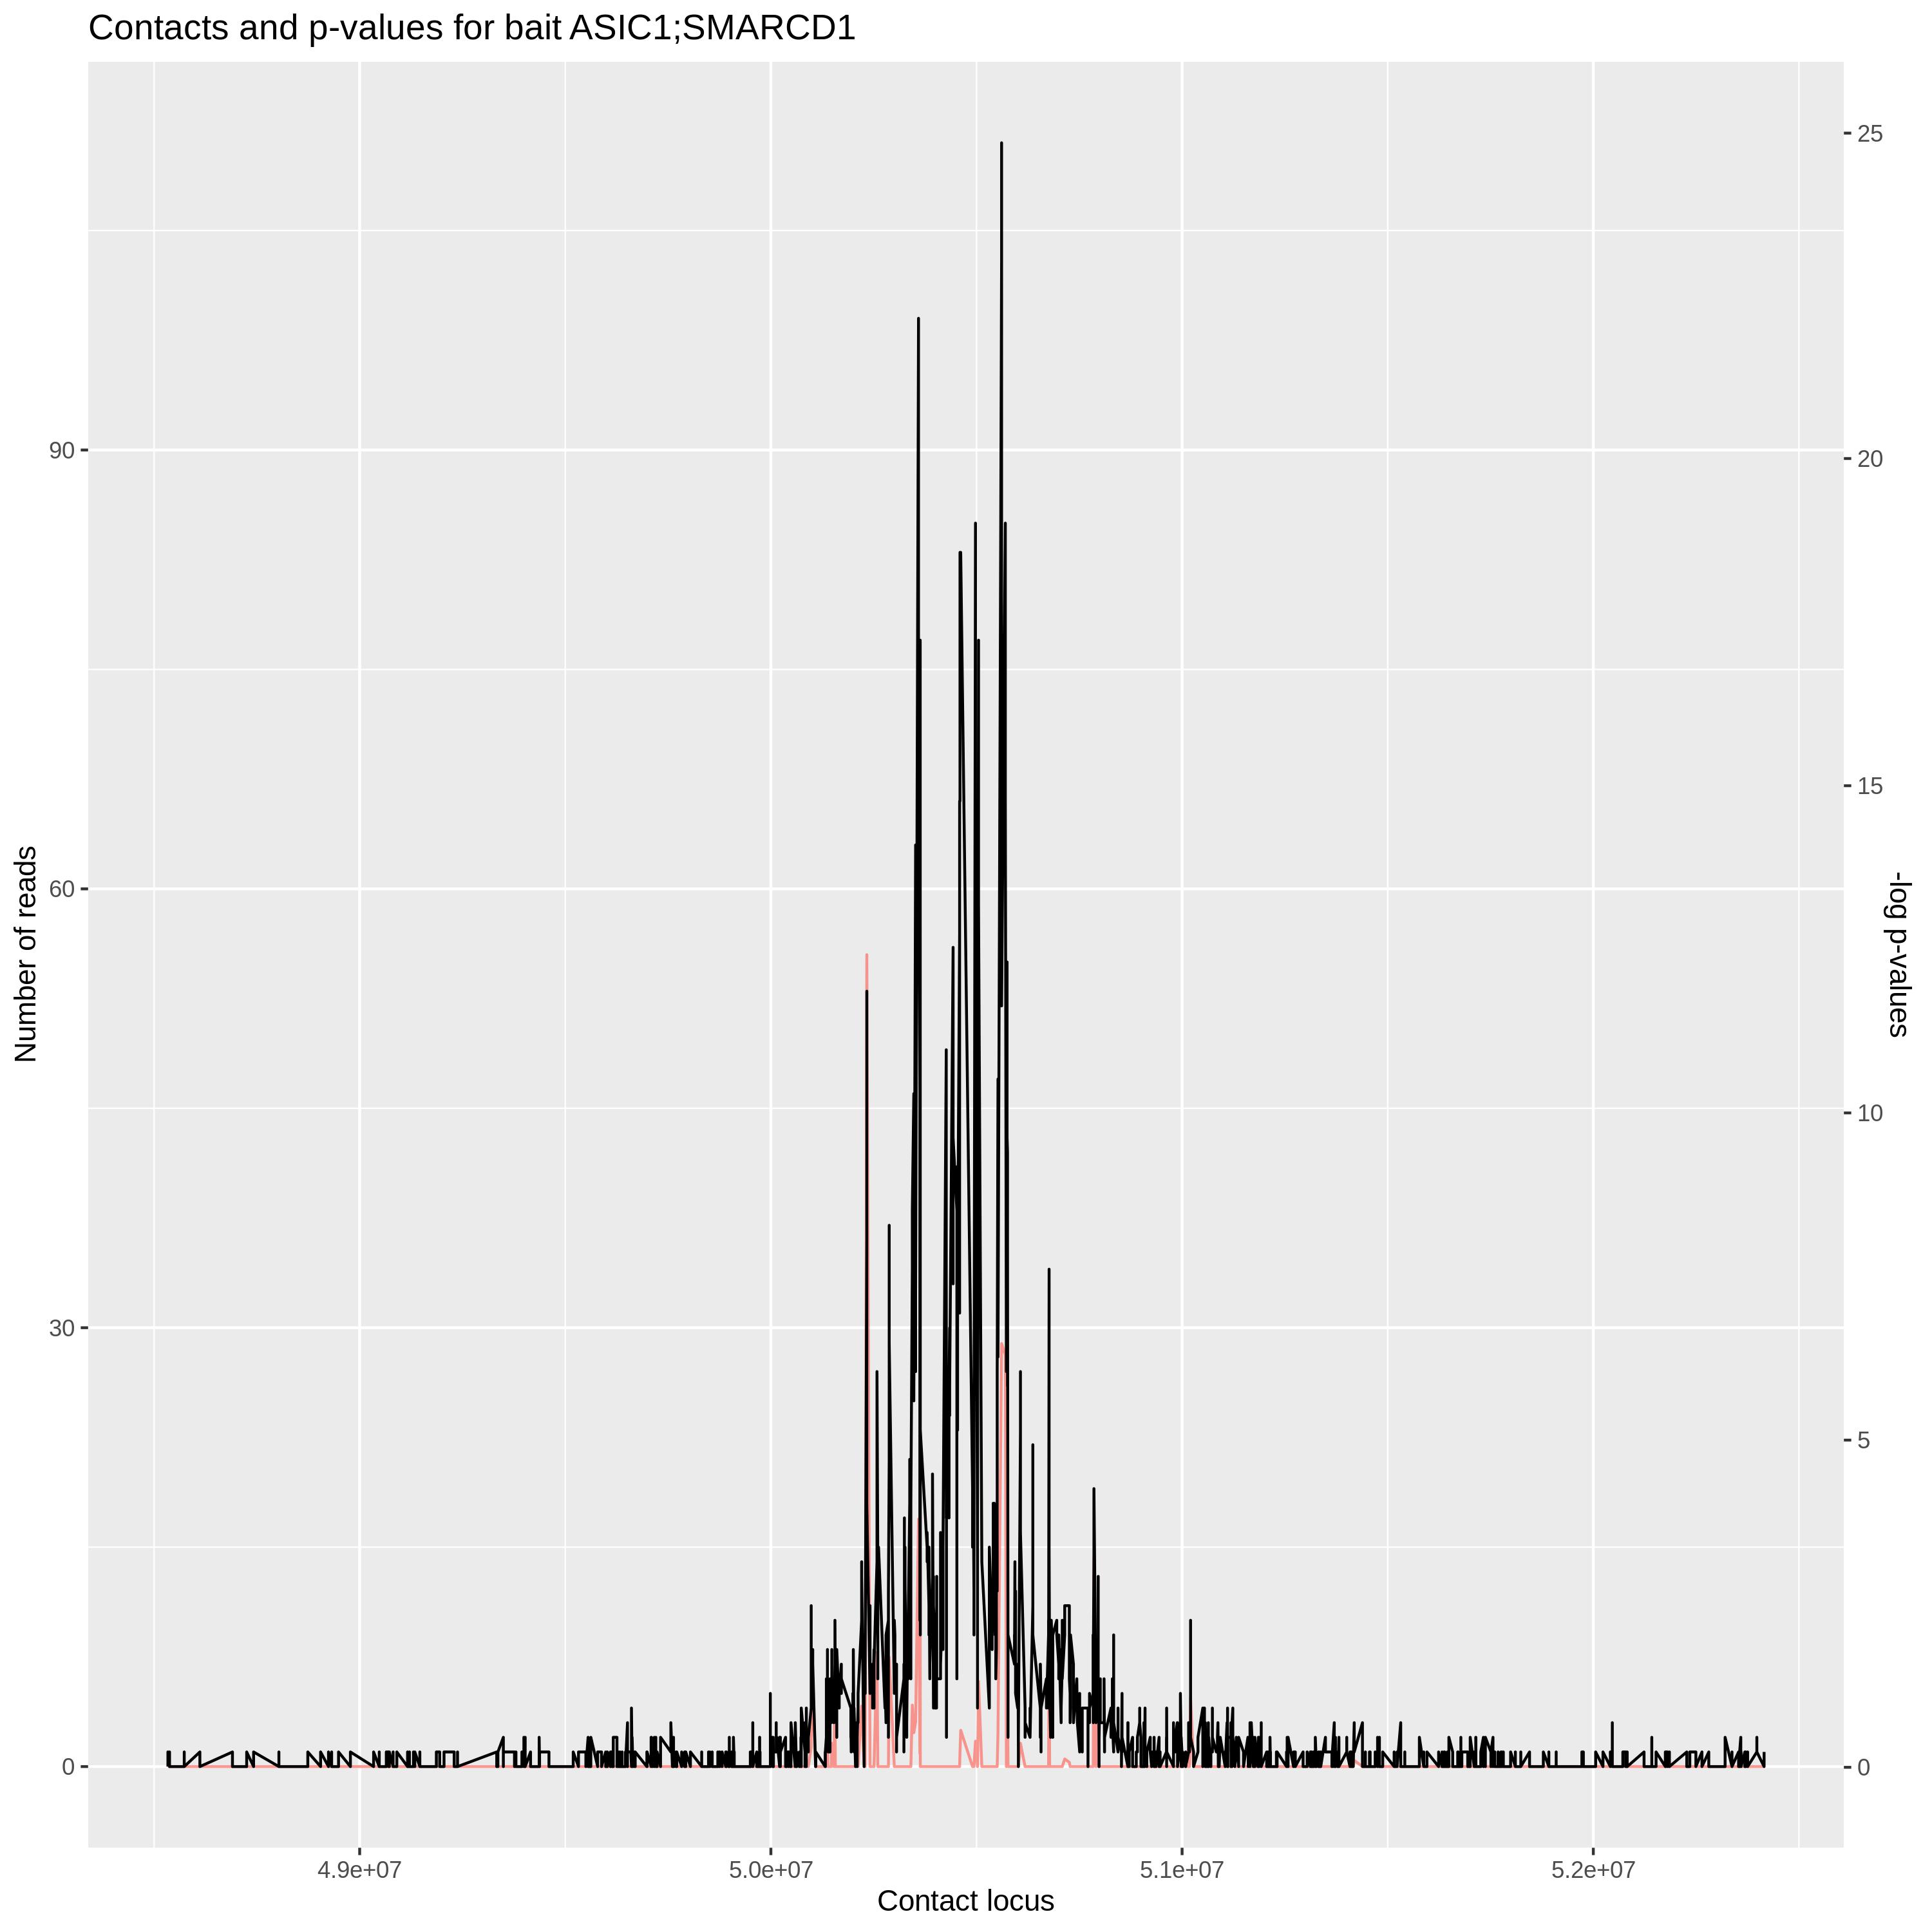 Contacts and p-values for bait ASIC1;SMARCD1
Number of reads
90
60
30
0
25
20
15
10
5
0
-log p-values
4.9e+07
5.0e+07
5.1e+07
5.2e+07
Contact locus